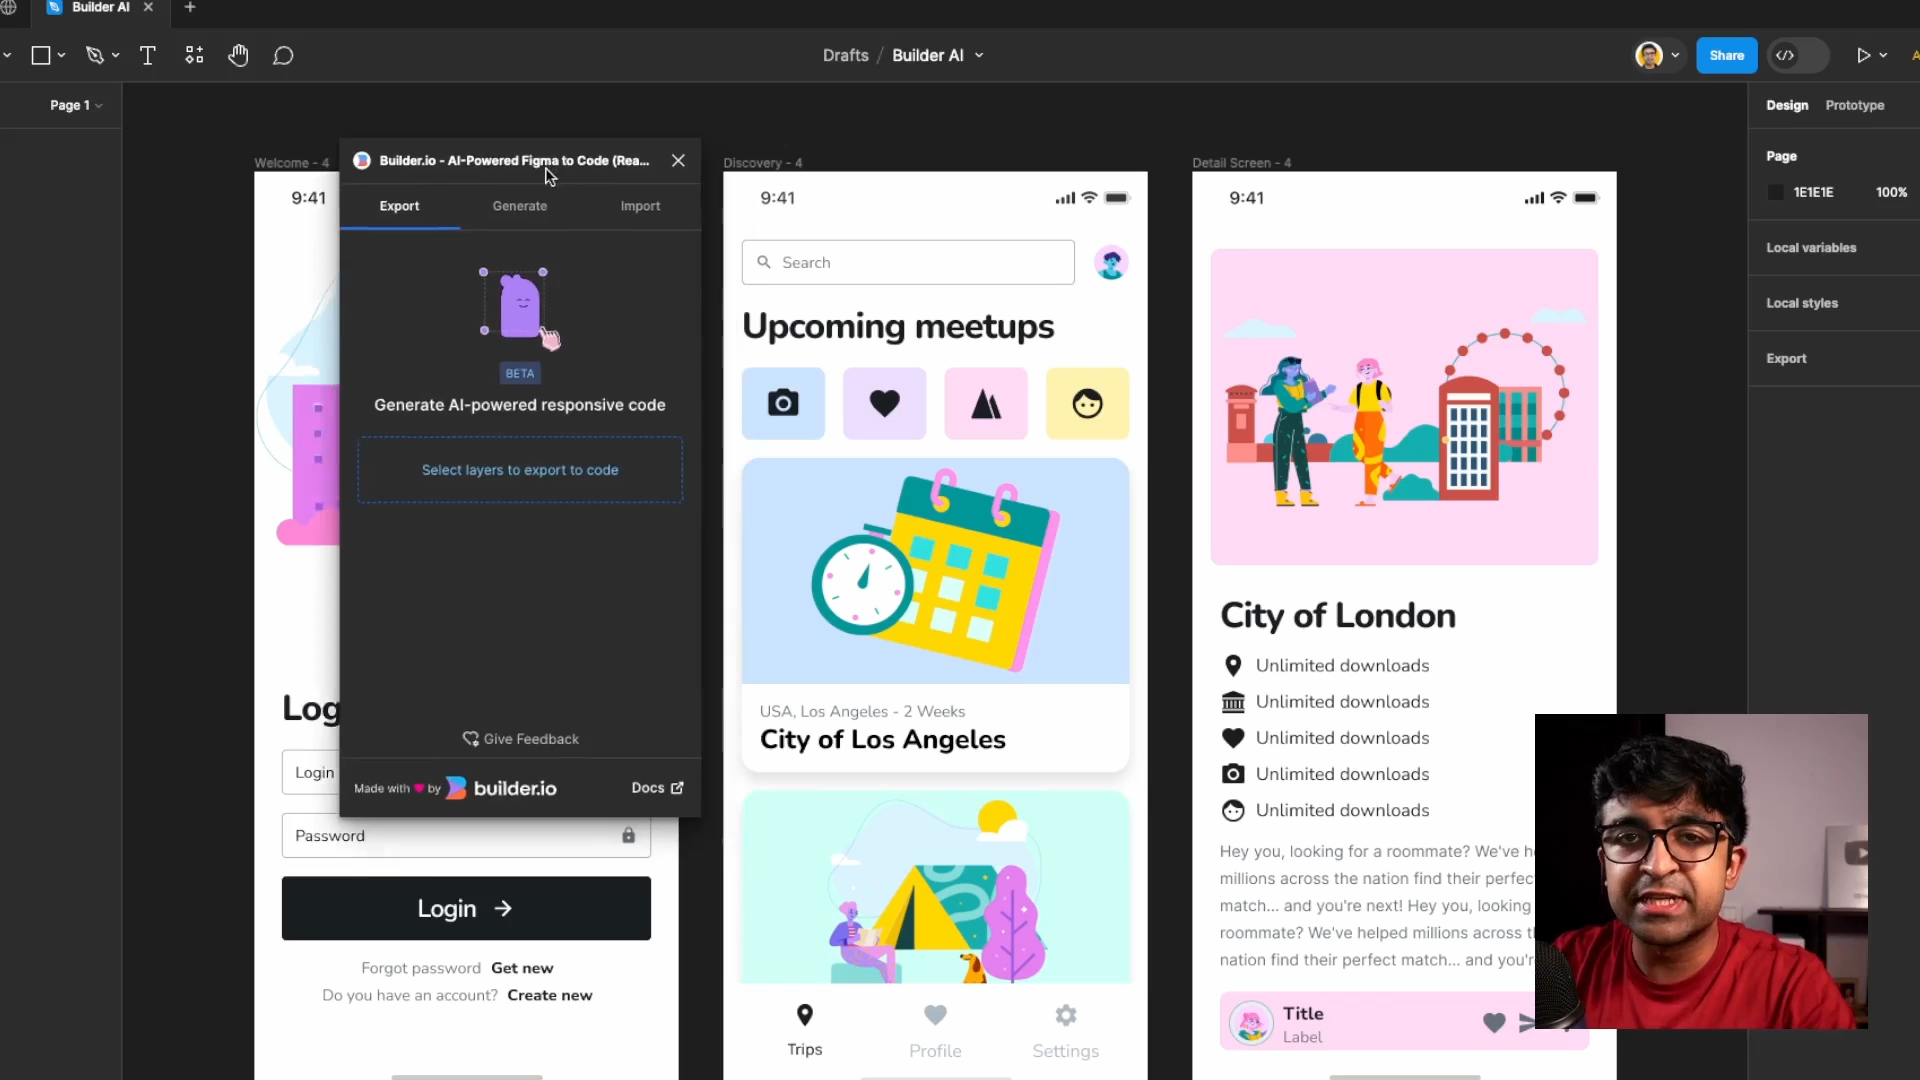 Builder AI
Drafts / Builder AI
Share
Page 1
Design Prototype
Page
1E1E1E 100%
Local variables
Local styles
Export
Welcome - 4
Builder.io - AI-Powered Figma to Code (Rea...
Export Generate Import
BETA
Generate AI-powered responsive code
Select layers to export to code
Give Feedback
Made with by builder.io
Docs
9:41
Log
Login
Password
Login
Forgot password Get new
Do you have an account? Create new
Discovery - 4
9:41
Search
Upcoming meetups
USA, Los Angeles - 2 Weeks
City of Los Angeles
Trips Profile Settings
Detail Screen - 4
9:41
City of London
Unlimited downloads
Unlimited downloads
Unlimited downloads
Unlimited downloads
Unlimited downloads
Hey you, looking for a roommate? We've h
millions across the nation find their perfec
match... and you're next! Hey you, looking
roommate? We've helped millions across t
nation find their perfect match... and you'r
Title
Label